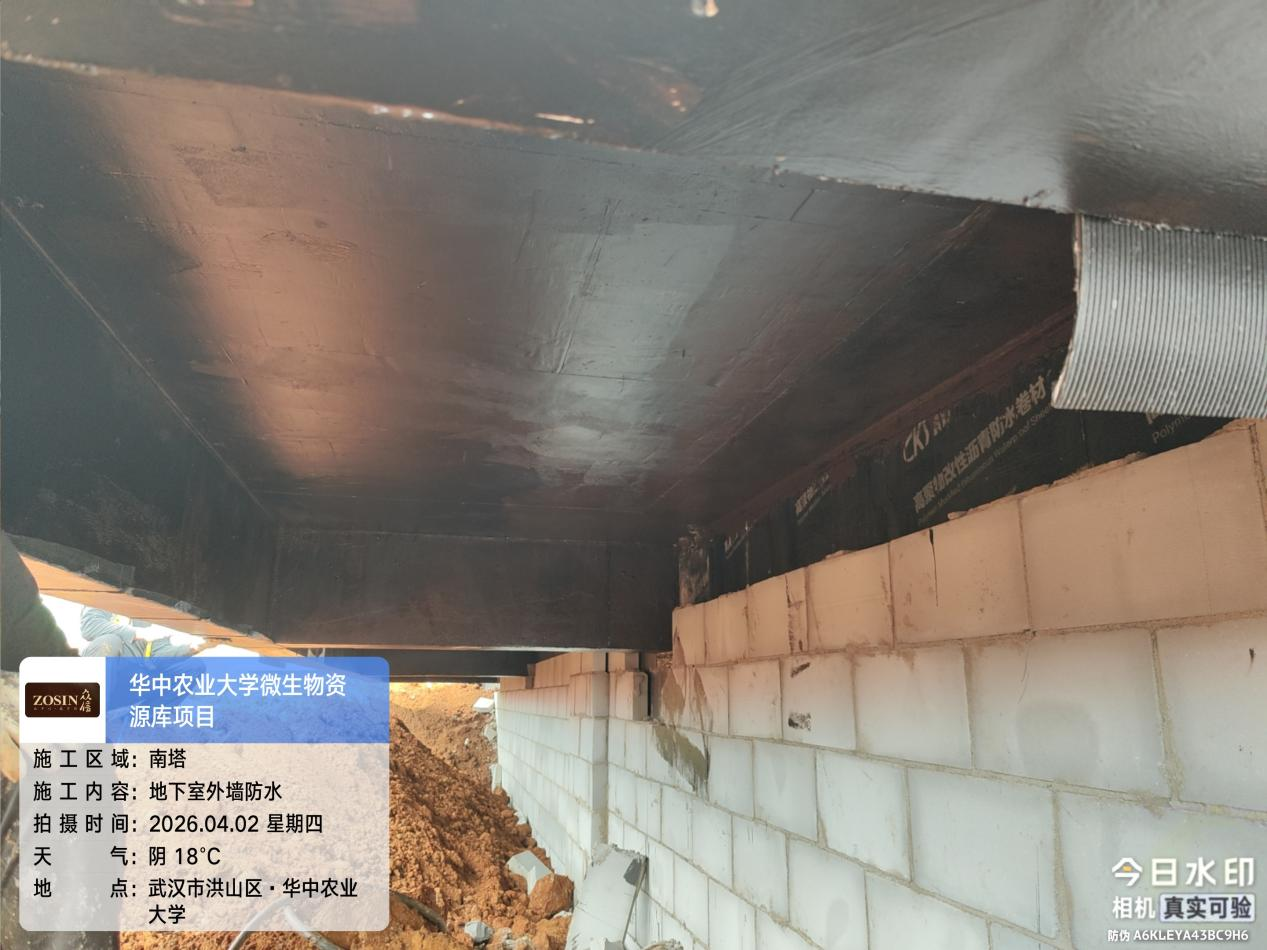 CKS
高聚物改性沥青防水卷材
Polym
ZOSIN 众信
华中农业大学微生物资
源库项目
施工区域：南塔
施工内容：地下室外墙防水
拍摄时间：2026.04.02 星期四
天气：阴 18℃
地点：武汉市洪山区·华中农业
大学
今日水印
相机 真实可验
防伪 A6KLEYA43BC9H6